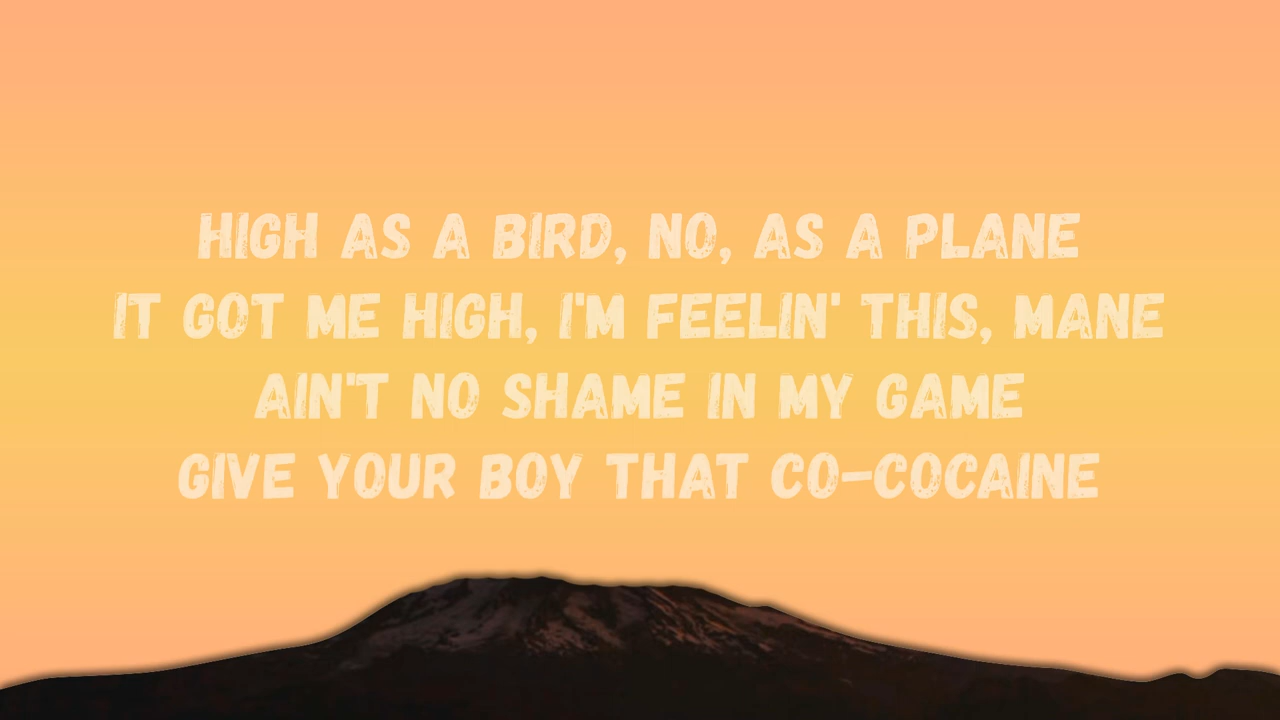 HIGH AS A BIRD, NO, AS A PLANE
IT GOT ME HIGH, I'M FEELIN' THIS, MANE
AIN'T NO SHAME IN MY GAME
GIVE YOUR BOY THAT CO-COCAINE